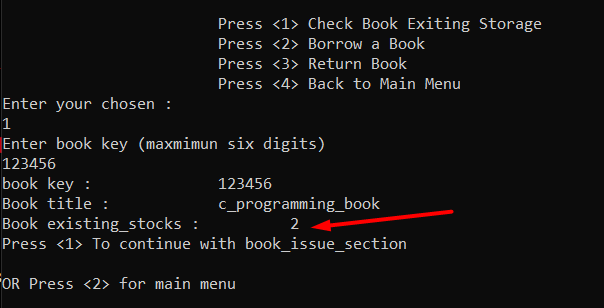 Press <1> Check Book Exiting Storage
Press <2> Borrow a Book
Press <3> Return Book
Press <4> Back to Main Menu
Enter your chosen :
1
Enter book key (maxmimun six digits)
123456
book key : 123456
Book title : c_programming_book
Book existing_stocks : 2
Press <1> To continue with book_issue_section
OR Press <2> for main menu